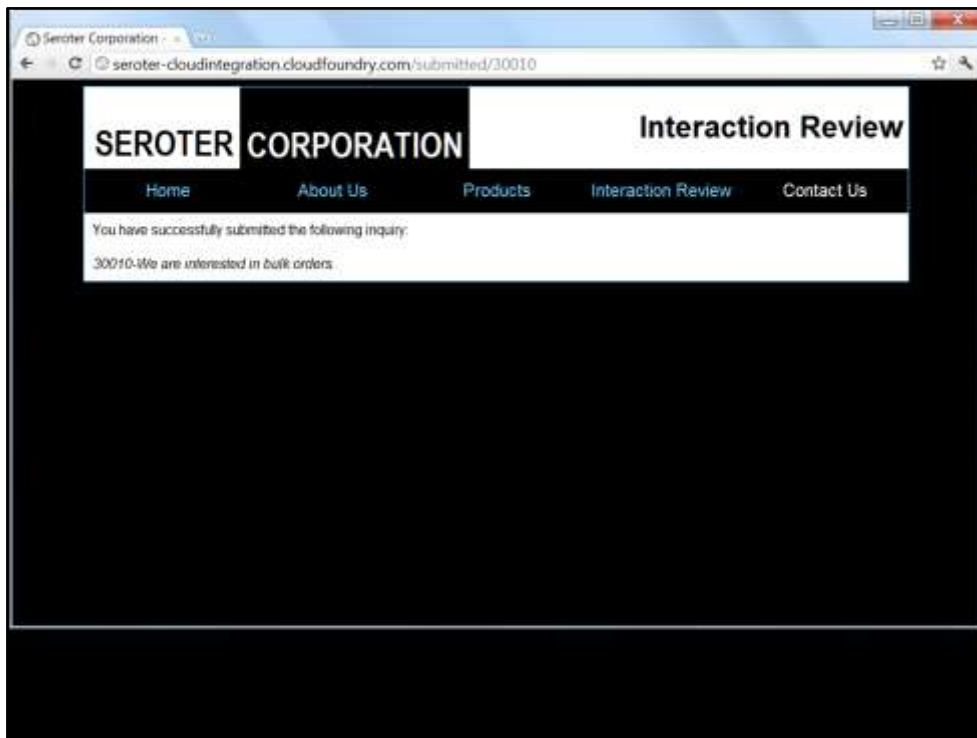 Seroter Corporation -
seroter-cloudintegration.cloudfoundry.com/submitted/30010
SEROTER CORPORATION
Interaction Review
Home About Us Products Interaction Review Contact Us
You have successfully submitted the following inquiry:
30010-We are interested in bulk orders